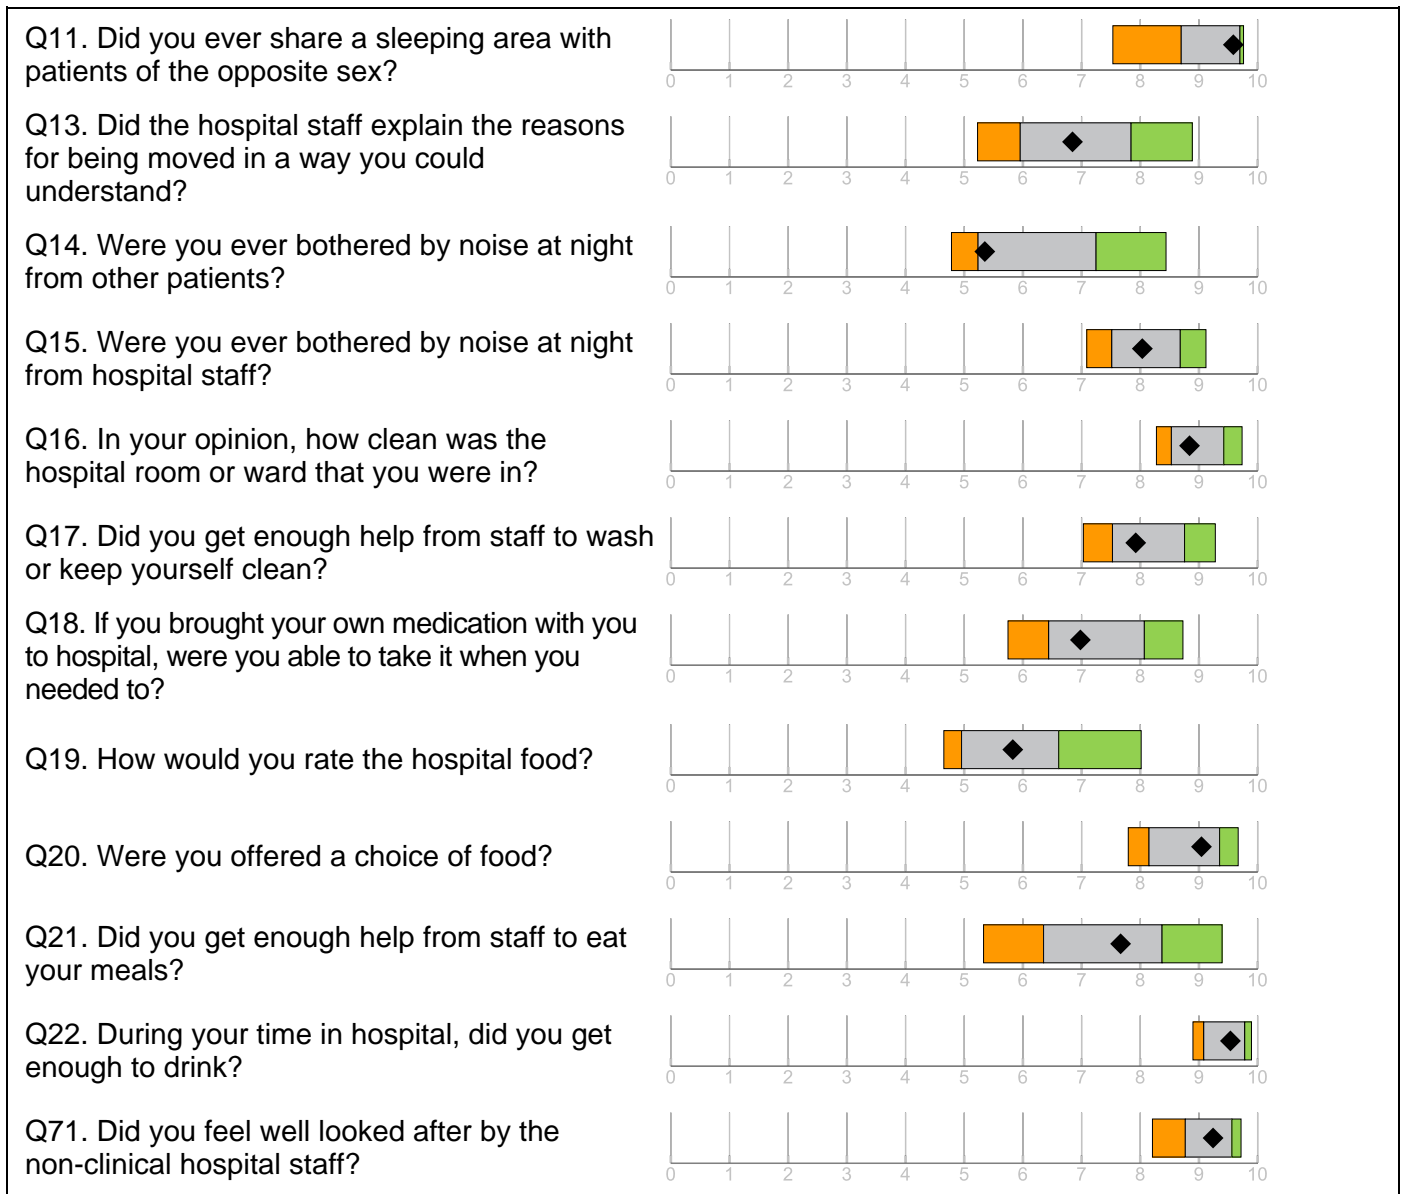 Q11. Did you ever share a sleeping area with
patients of the opposite sex?
0 1 2 3 4 5 6 7 8 9 10
Q13. Did the hospital staff explain the reasons
for being moved in a way you could
understand?
0 1 2 3 4 5 6 7 8 9 10
Q14. Were you ever bothered by noise at night
from other patients?
0 1 2 3 4 5 6 7 8 9 10
Q15. Were you ever bothered by noise at night
from hospital staff?
0 1 2 3 4 5 6 7 8 9 10
Q16. In your opinion, how clean was the
hospital room or ward that you were in?
0 1 2 3 4 5 6 7 8 9 10
Q17. Did you get enough help from staff to wash
or keep yourself clean?
0 1 2 3 4 5 6 7 8 9 10
Q18. If you brought your own medication with you
to hospital, were you able to take it when you
needed to?
0 1 2 3 4 5 6 7 8 9 10
Q19. How would you rate the hospital food?
0 1 2 3 4 5 6 7 8 9 10
Q20. Were you offered a choice of food?
0 1 2 3 4 5 6 7 8 9 10
Q21. Did you get enough help from staff to eat
your meals?
0 1 2 3 4 5 6 7 8 9 10
Q22. During your time in hospital, did you get
enough to drink?
0 1 2 3 4 5 6 7 8 9 10
Q71. Did you feel well looked after by the
non-clinical hospital staff?
0 1 2 3 4 5 6 7 8 9 10